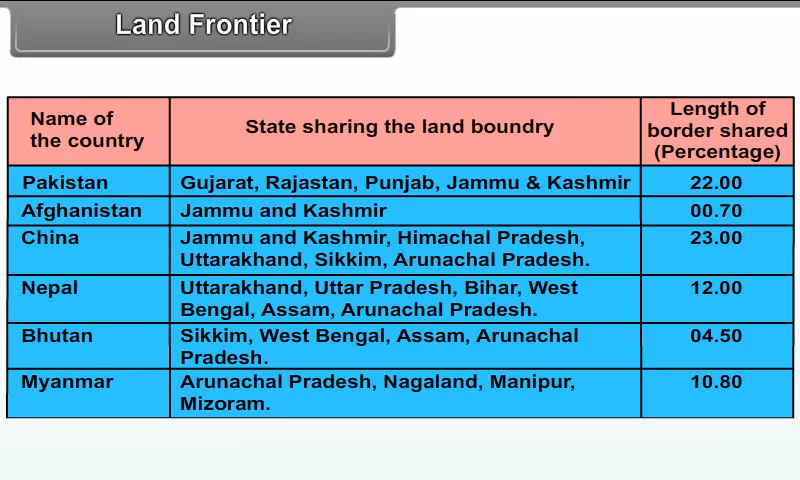 Land Frontier
Name of
the country
State sharing the land boundry
Length of
border shared
(Percentage)
Pakistan
Gujarat, Rajastan, Punjab, Jammu & Kashmir
22.00
Afghanistan
Jammu and Kashmir
00.70
China
Jammu and Kashmir, Himachal Pradesh,
Uttarakhand, Sikkim, Arunachal Pradesh.
23.00
Nepal
Uttarakhand, Uttar Pradesh, Bihar, West
Bengal, Assam, Arunachal Pradesh.
12.00
Bhutan
Sikkim, West Bengal, Assam, Arunachal
Pradesh.
04.50
Myanmar
Arunachal Pradesh, Nagaland, Manipur,
Mizoram.
10.80